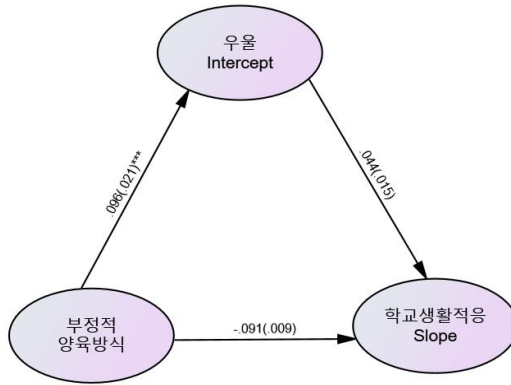 우울
Intercept
.096(.021)***
.044(.015)
부정적
양육방식
-.091(.009)
학교생활적응
Slope